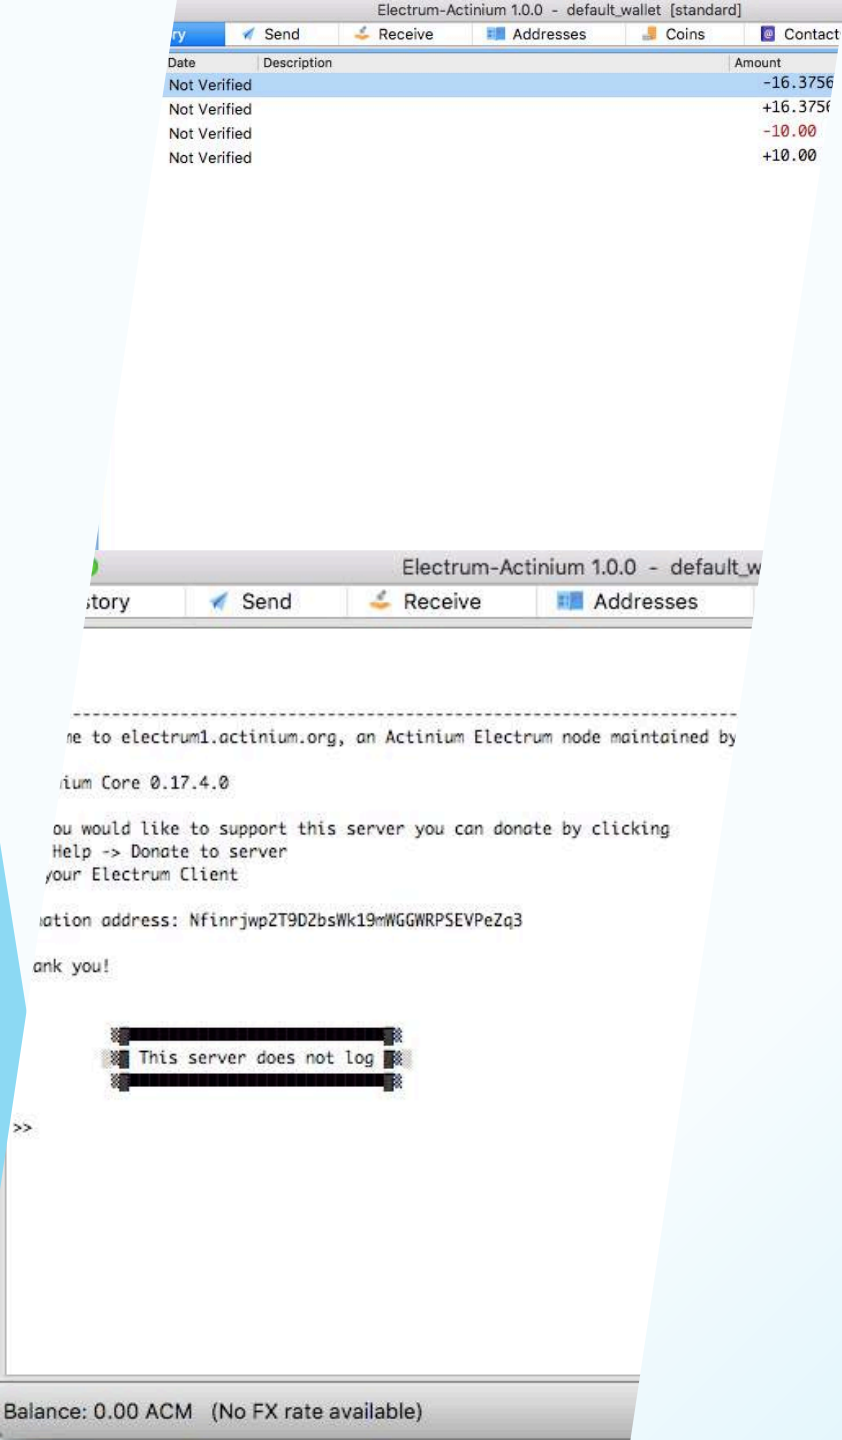 Electrum-Actinium 1.0.0 - default_wallet [standard]
ry Send Receive Addresses Coins Contact
Date Description Amount
Not Verified -16.3756
Not Verified +16.3756
Not Verified -10.00
Not Verified +10.00
Electrum-Actinium 1.0.0 - default_w
story Send Receive Addresses
--------------------------------------------------------------------
me to electrum1.actinium.org, an Actinium Electrum node maintained by
nium Core 0.17.4.0
ou would like to support this server you can donate by clicking
Help -> Donate to server
your Electrum Client
nation address: Nfinrjwp2T9D2bsWk19mWGGWRPSEVPeZq3
ank you!
This server does not log
>>
Balance: 0.00 ACM (No FX rate available)